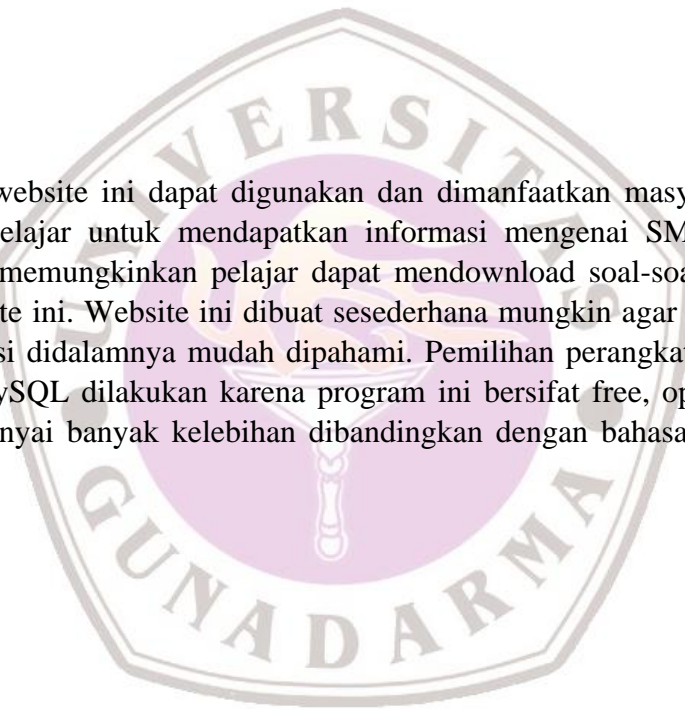 website ini dapat digunakan dan dimanfaatkan masy
elajar untuk mendapatkan informasi mengenai SM
memungkinkan pelajar dapat mendownload soal-soa
te ini. Website ini dibuat sesederhana mungkin agar
si didalamnya mudah dipahami. Pemilihan perangka
ySQL dilakukan karena program ini bersifat free, op
nyai banyak kelebihan dibandingkan dengan bahasa
UNIVERSITAS
GUNADARMA